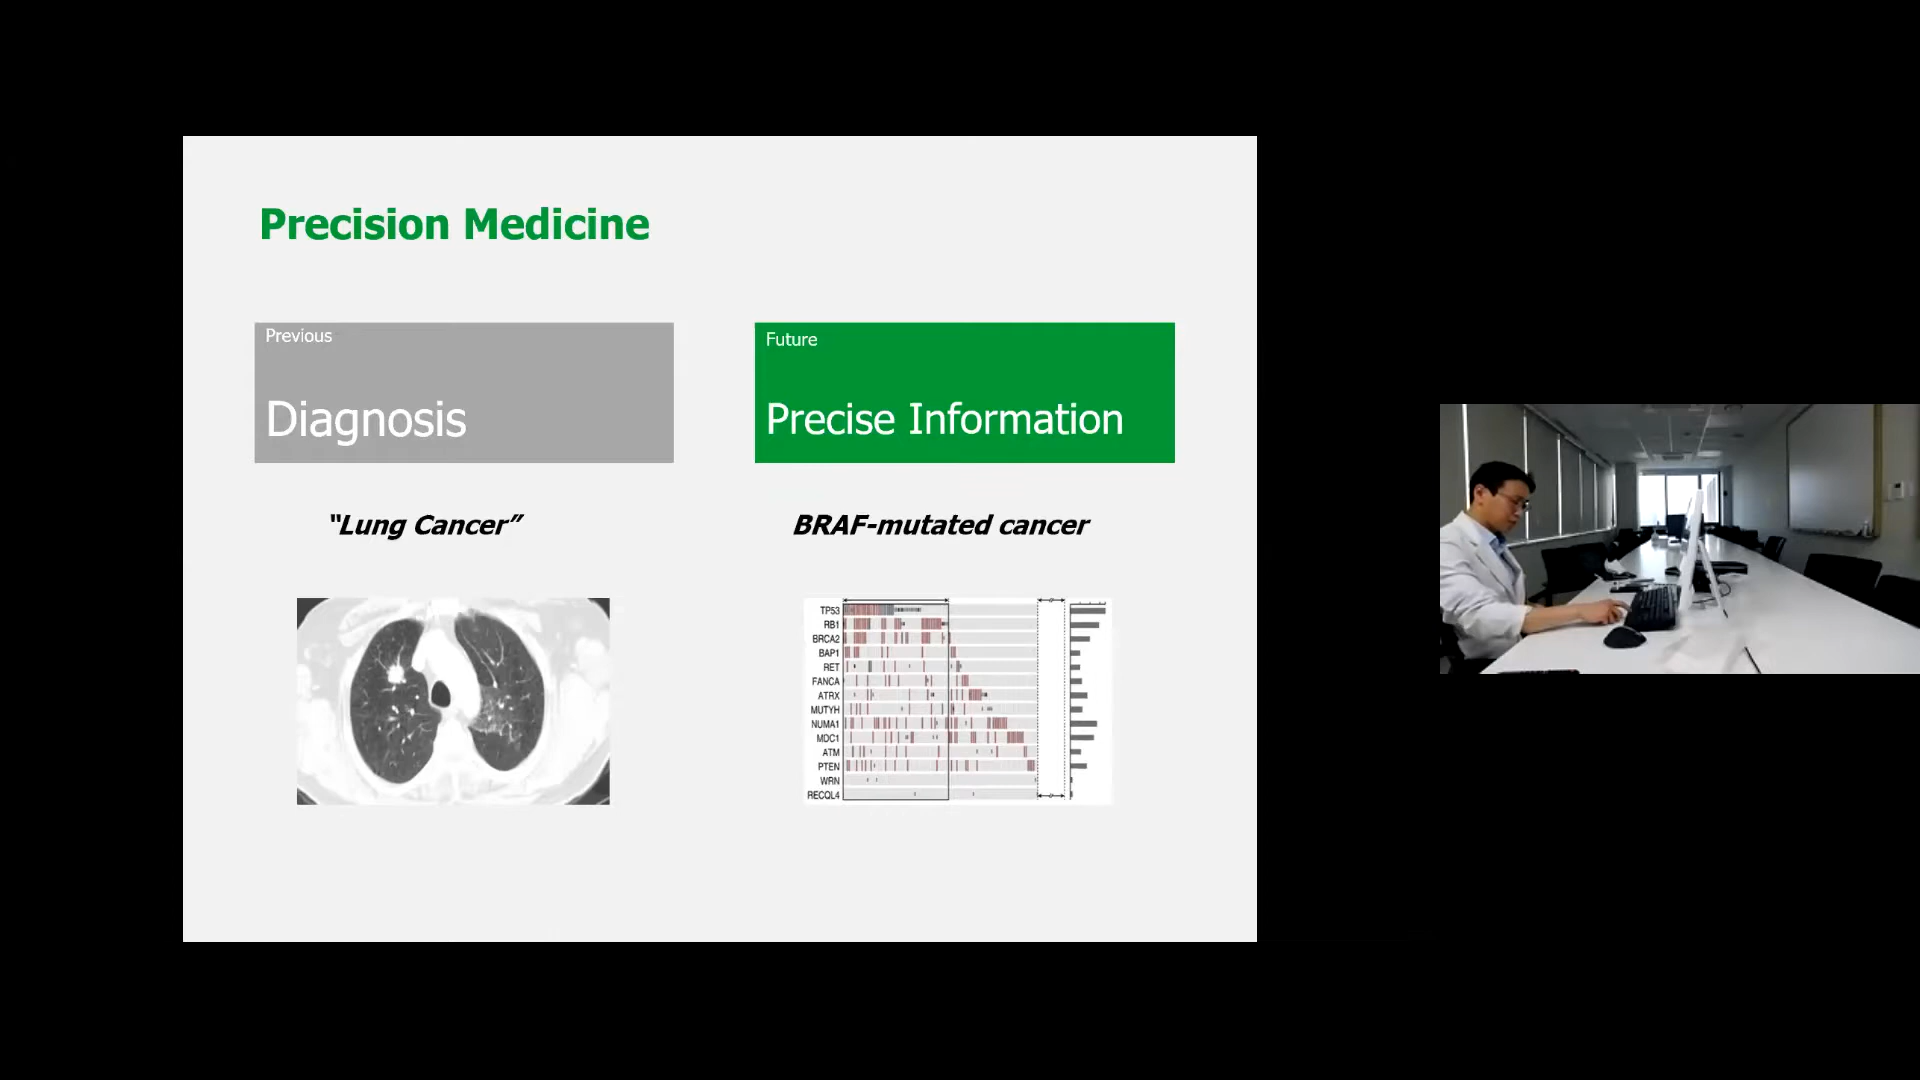 Precision Medicine
Previous
Diagnosis
Future
Precise Information
“Lung Cancer”
BRAF-mutated cancer
TP53
RB1
BRCA2
BAP1
RET
FANCA
ATRX
MUTYH
NUMA1
MDC1
ATM
PTEN
WRN
RECQL4